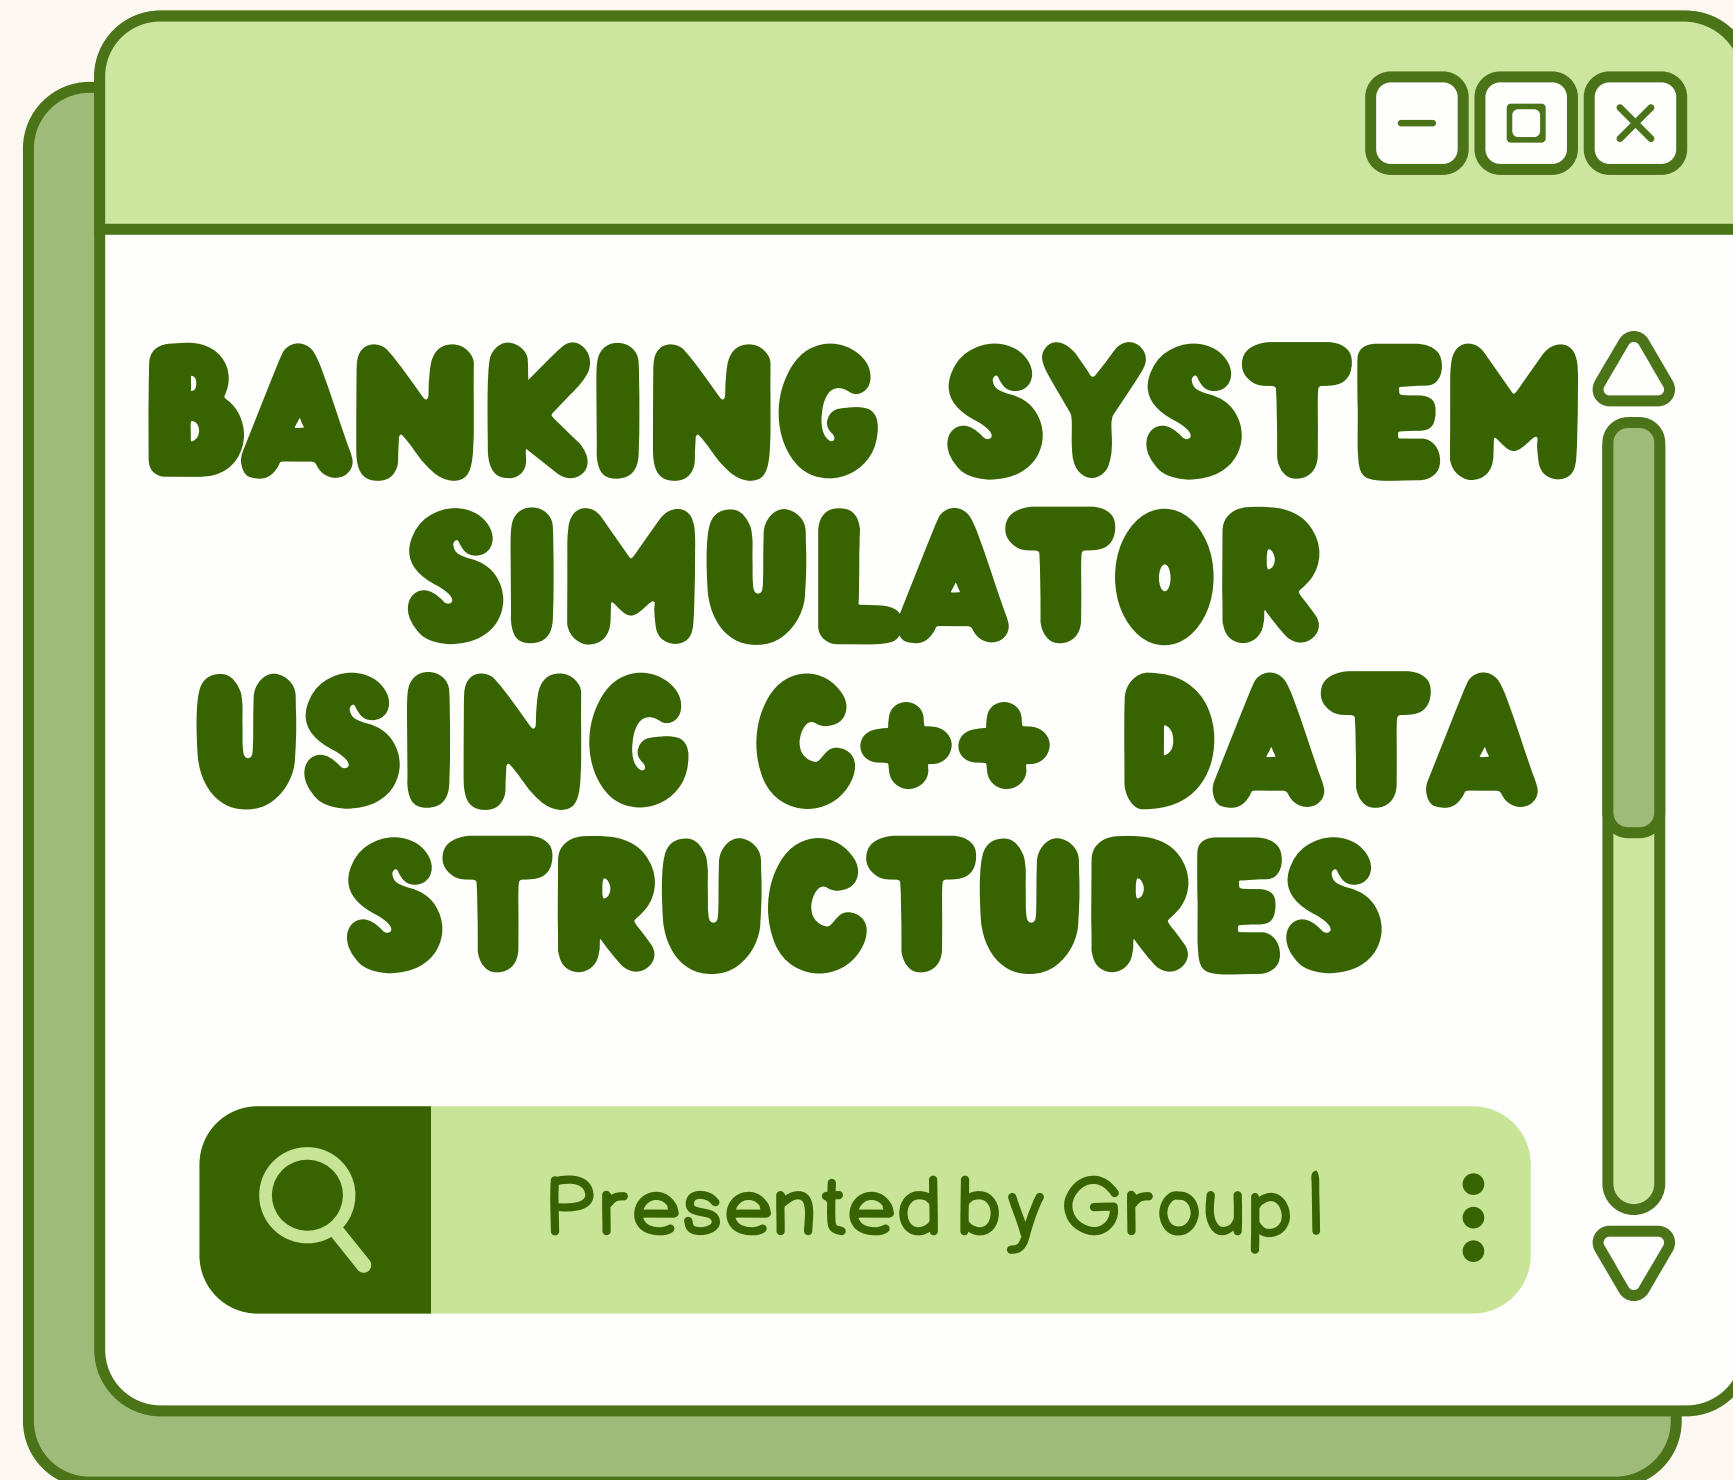 BANKING SYSTEM
SIMULATOR
USING C++ DATA
STRUCTURES
Presented by Group 1